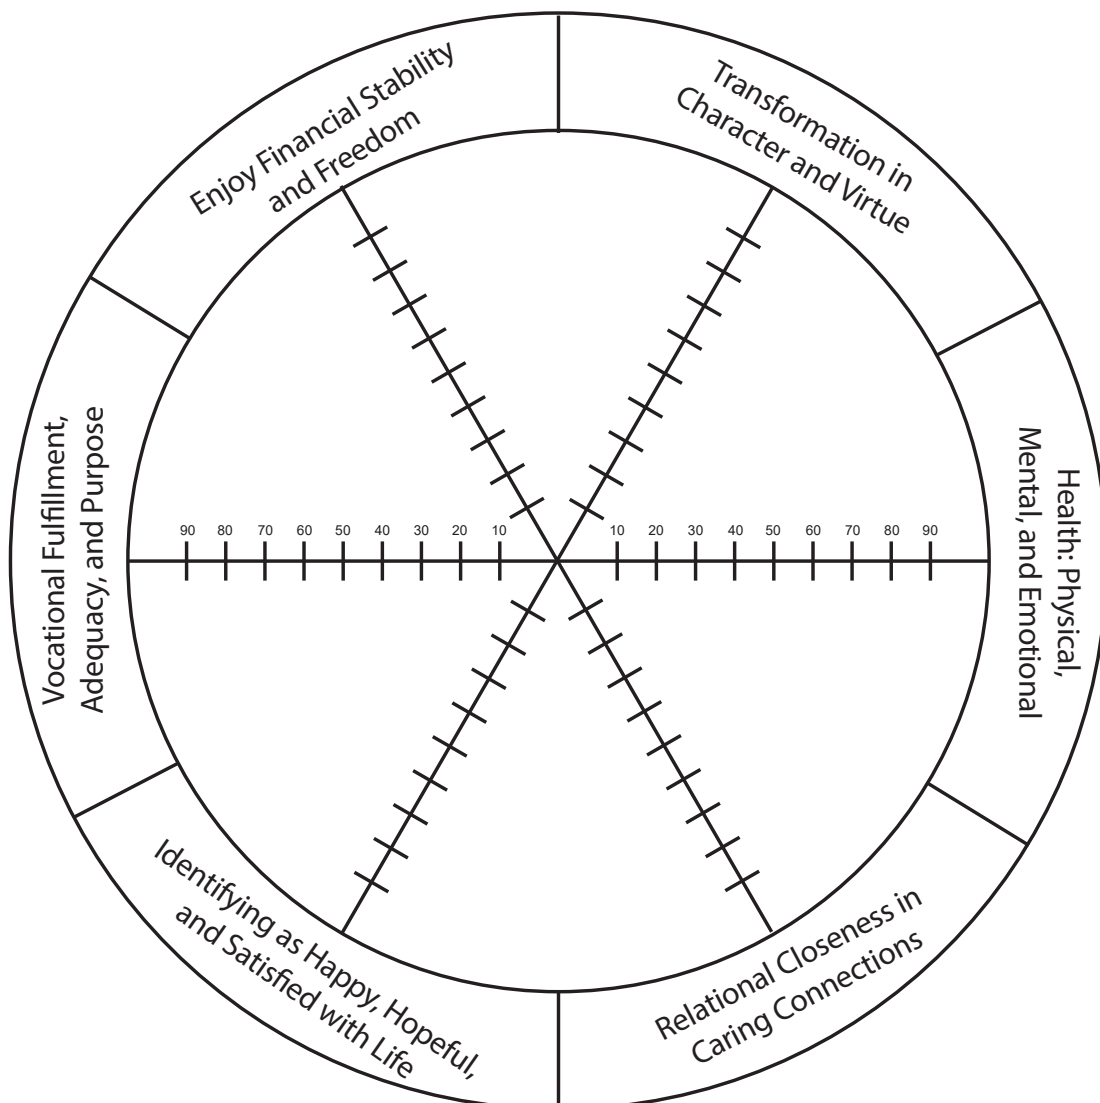 Enjoy Financial Stability
and Freedom
Transformation in
Character and Virtue
Vocational Fulfillment,
Adequacy, and Purpose
90 80 70 60 50 40 30 20 10 10 20 30 40 50 60 70 80 90
Health: Physical,
Mental, and Emotional
Identifying as Happy, Hopeful,
and Satisfied with Life
Relational Closeness in
Caring Connections